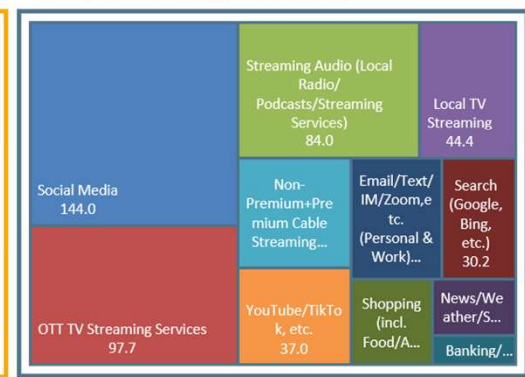 Social Media
144.0
OTT TV Streaming Services
97.7
Streaming Audio (Local
Radio/
Podcasts/Streaming
Services)
84.0
Local TV
Streaming
44.4
Non-
Premium+Pre
mium Cable
Streaming...
Email/Text/
IM/Zoom,e
tc.
(Personal &
Work)...
Search
(Google,
Bing,
etc.)
30.2
YouTube/TikTo
k, etc.
37.0
Shopping
(incl.
Food/A...
News/We
ather/S...
Banking/...